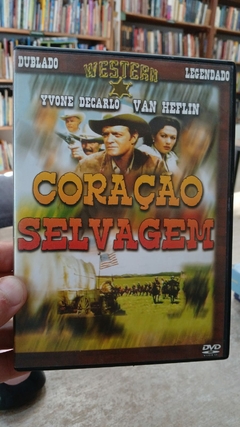 DUBLADO
WESTERN
LEGENDADO
YVONE DECARLO VAN HEFLIN
CORAÇÃO
SELVAGEM
DVD